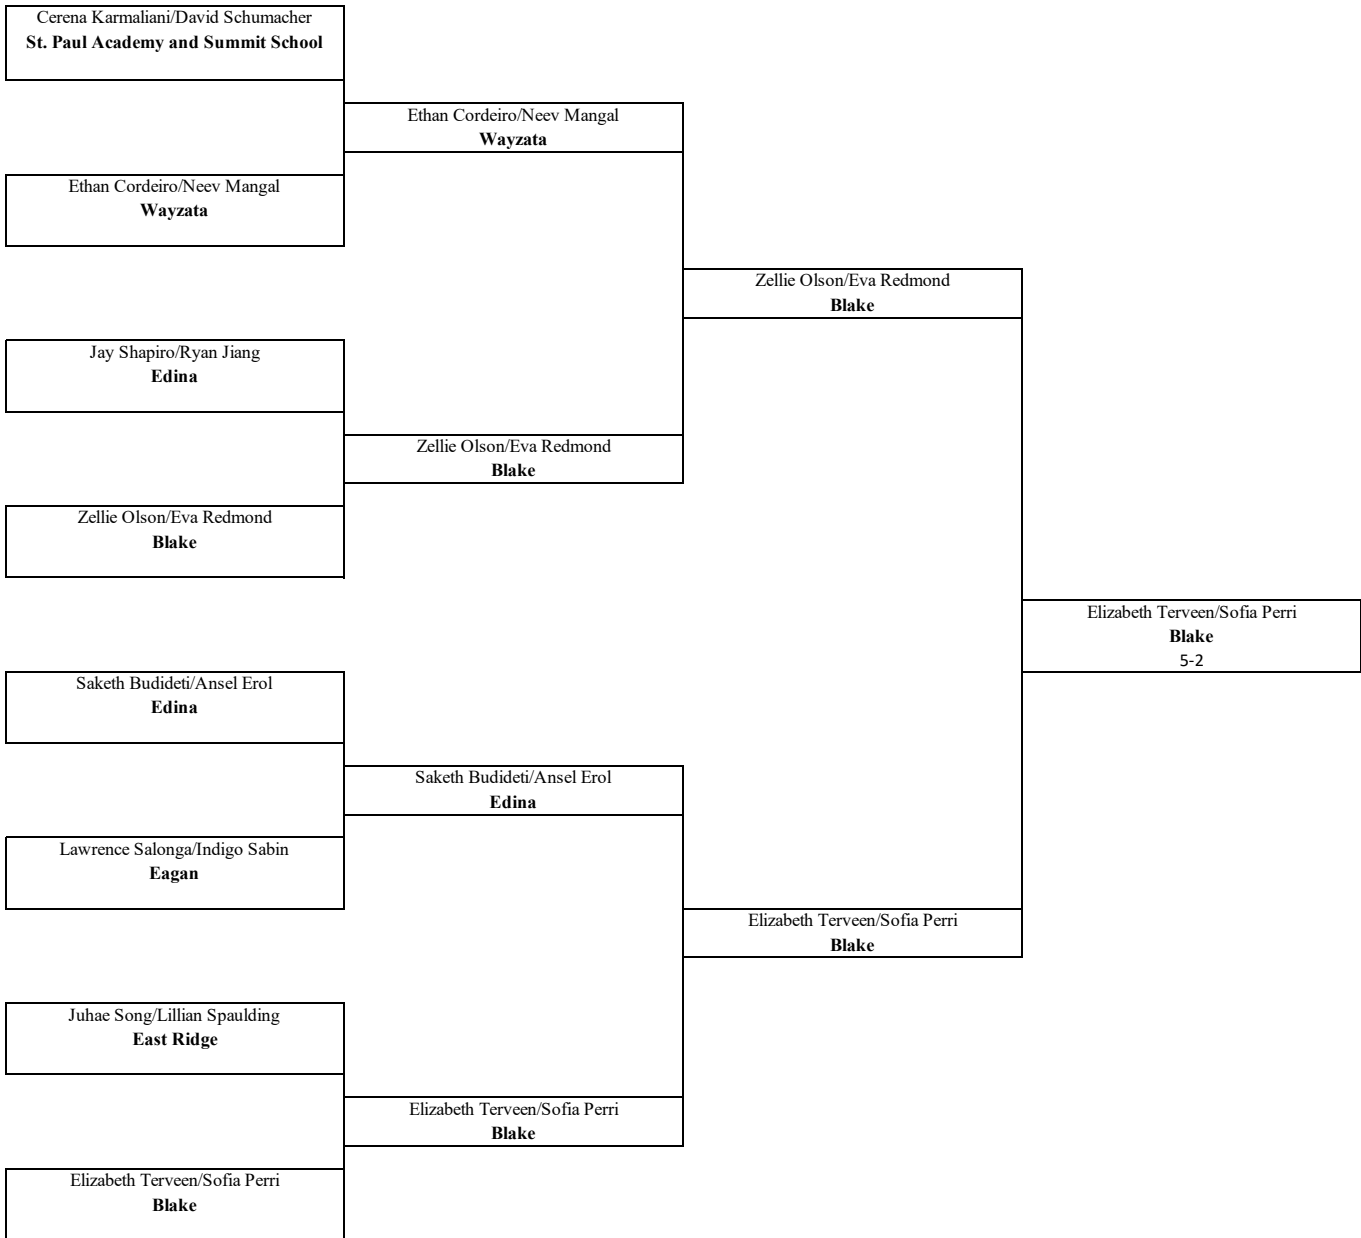 Cerena Karmaliani/David Schumacher
St. Paul Academy and Summit School
Ethan Cordeiro/Neev Mangal
Wayzata
Ethan Cordeiro/Neev Mangal
Wayzata
Zellie Olson/Eva Redmond
Blake
Jay Shapiro/Ryan Jiang
Edina
Zellie Olson/Eva Redmond
Blake
Zellie Olson/Eva Redmond
Blake
Elizabeth Terveen/Sofia Perri
Blake
5-2
Saketh Budideti/Ansel Erol
Edina
Saketh Budideti/Ansel Erol
Edina
Lawrence Salonga/Indigo Sabin
Eagan
Elizabeth Terveen/Sofia Perri
Blake
Juhae Song/Lillian Spaulding
East Ridge
Elizabeth Terveen/Sofia Perri
Blake
Elizabeth Terveen/Sofia Perri
Blake